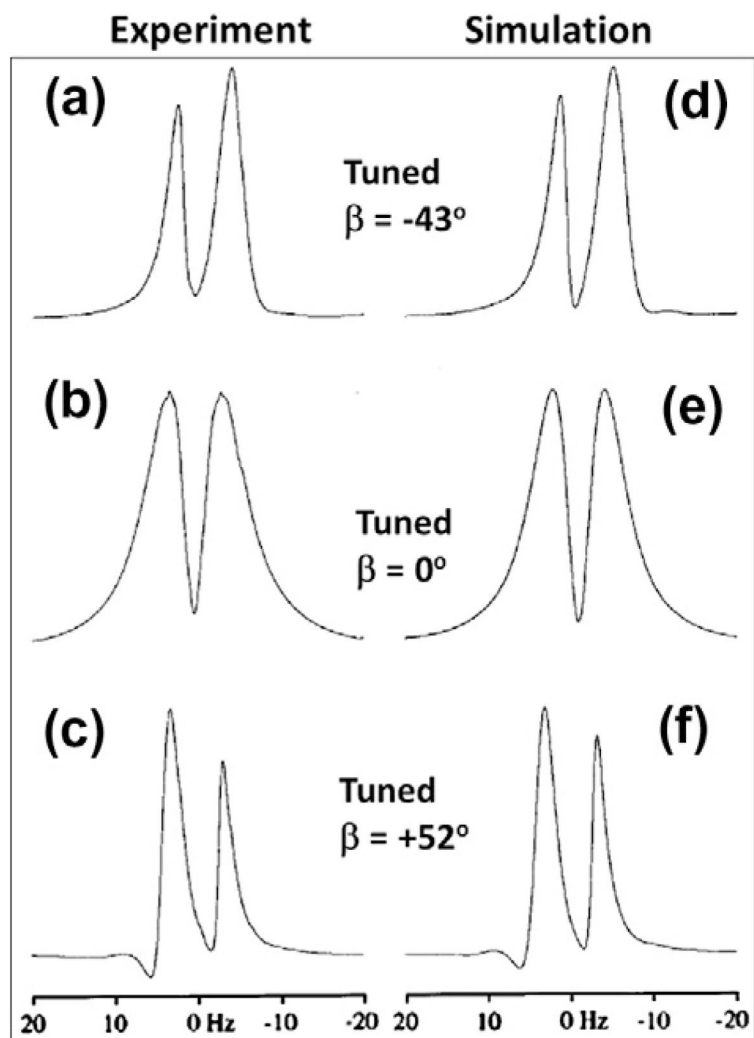 Experiment Simulation
(a) (d)
Tuned
β = -43°
(b) (e)
Tuned
β = 0°
(c) (f)
Tuned
β = +52°
20 10 0 Hz -10 -20 20 10 0 Hz -10 -20